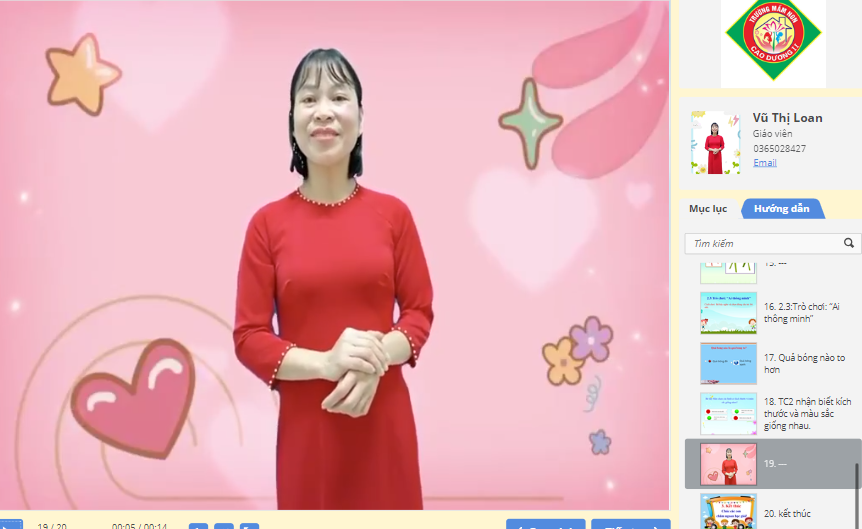 TRƯỜNG MẦM NON
CAO DƯƠNG II
Vũ Thị Loan
Giáo viên
0365028427
Email
Mục lục
Hướng dẫn
Tìm kiếm
15. ---
16. 2.3:Trò chơi: "Ai
thông minh"
17. Quả bóng nào to
hơn
18. TC2 nhận biết kích
thước và màu sắc
giống nhau.
19. ---
20. kết thúc
19 / 20
00:05 / 00:14